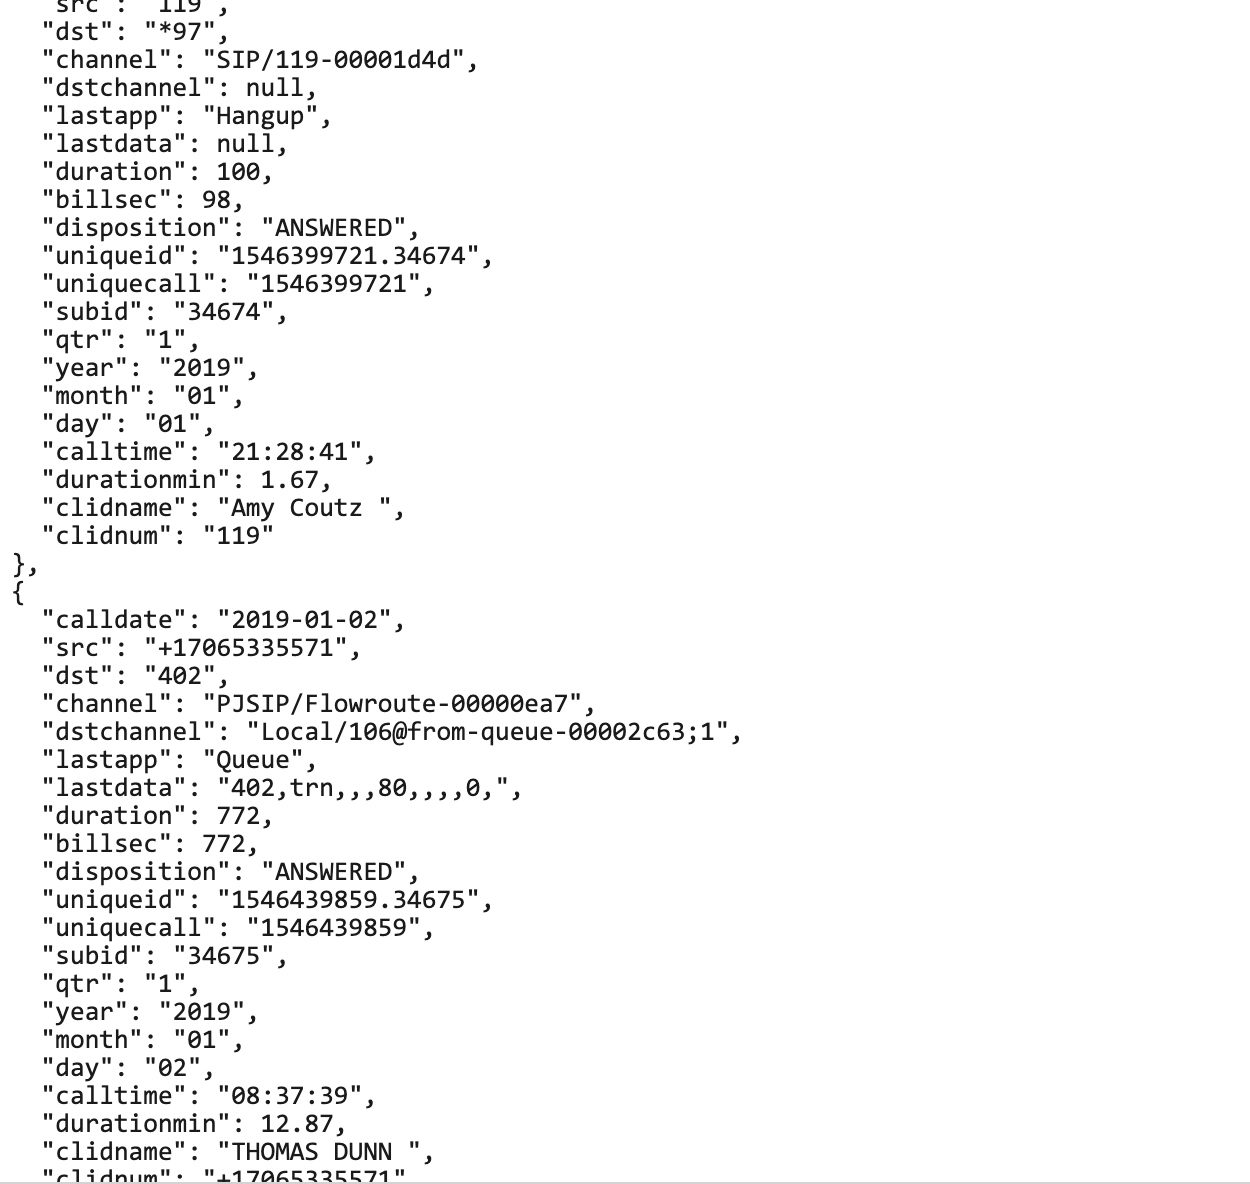 "src": "119",
"dst": "*97",
"channel": "SIP/119-00001d4d",
"dstchannel": null,
"lastapp": "Hangup",
"lastdata": null,
"duration": 100,
"billsec": 98,
"disposition": "ANSWERED",
"uniqueid": "1546399721.34674",
"uniquecall": "1546399721",
"subid": "34674",
"qtr": "1",
"year": "2019",
"month": "01",
"day": "01",
"calltime": "21:28:41",
"durationmin": 1.67,
"clidname": "Amy Coutz ",
"clidnum": "119"
},
{
"calldate": "2019-01-02",
"src": "+17065335571",
"dst": "402",
"channel": "PJSIP/Flowroute-00000ea7",
"dstchannel": "Local/106@from-queue-00002c63;1",
"lastapp": "Queue",
"lastdata": "402,trn,,,80,,,,0,",
"duration": 772,
"billsec": 772,
"disposition": "ANSWERED",
"uniqueid": "1546439859.34675",
"uniquecall": "1546439859",
"subid": "34675",
"qtr": "1",
"year": "2019",
"month": "01",
"day": "02",
"calltime": "08:37:39",
"durationmin": 12.87,
"clidname": "THOMAS DUNN ",
"clidnum": "+17065335571"